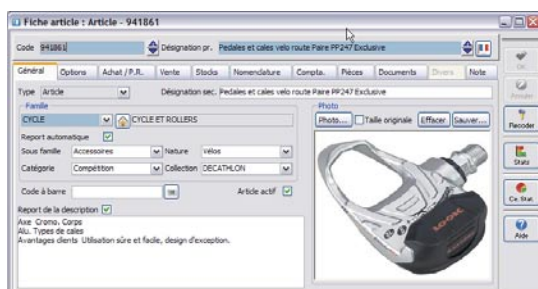 Fiche article : Article - 941861
Code 941861 Désignation pr. Pedales et cales velo route Paire PP247 Exclusive
Général Options Achat / P.R. Vente Stocks Nomenclature Compta. Pièces Documents Divers Note
Type Article Désignation sec. Pedales et cales velo route Paire PP247 Exclusive
Famille
CYCLE CYCLE ET ROLLERS
Report automatique
Sous famille Accessoires Nature Vélos
Catégorie Compétition Collection DECATHLON
Code à barre Article actif
Report de la description
Axe Cromo. Corps
Alu. Types de cales
Avantages clients Utilisation sûre et facile, design d'exception.
Photo
Photo... Taille originale Effacer Sauver...
LOOK
OK
Annuler
Recoder
Stats
Ce. Stat.
Aide